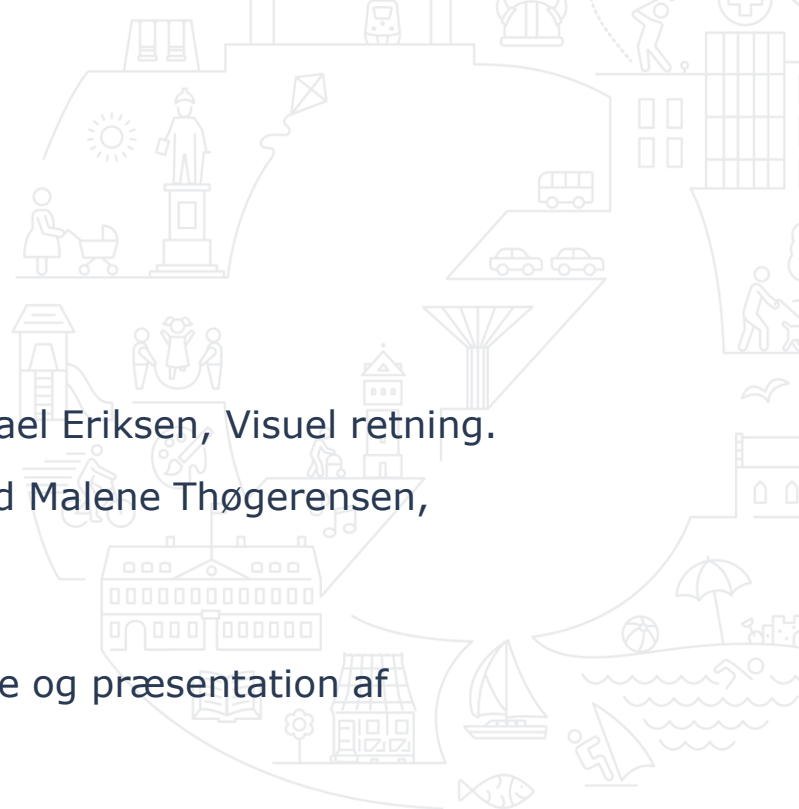 ael Eriksen, Visuel retning.
d Malene Thøgerensen,
e og præsentation af